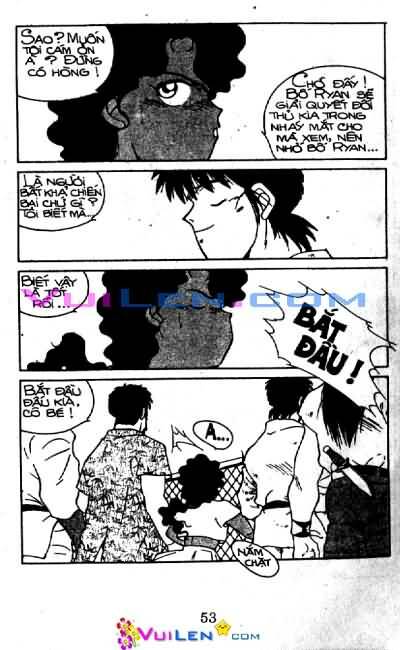 SAO? MUỐN
TÔI CÁM ƠN
À? ĐỪNG
CÓ HÒNG!
CHỜ ĐẤY!
BỐ RYAN SẼ
GIẢI QUYẾT ĐỐI
THỦ KIA TRONG
NHÁY MẮT CHO
MÀ XEM, NÊN
NHỚ BỐ RYAN...
LÀ NGƯỜI
BẤT KHẢ CHIẾN
BẠI CHỨ GÌ?
TÔI BIẾT MÀ...
BIẾT VẬY
LÀ TỐT
RỒI...
VUILEN.COM
BẮT
ĐẦU!
BẮT ĐẦU
ĐẤU KÌA,
CÔ BÉ!
A...
NẮM
CHẶT
53
VUILEN.COM